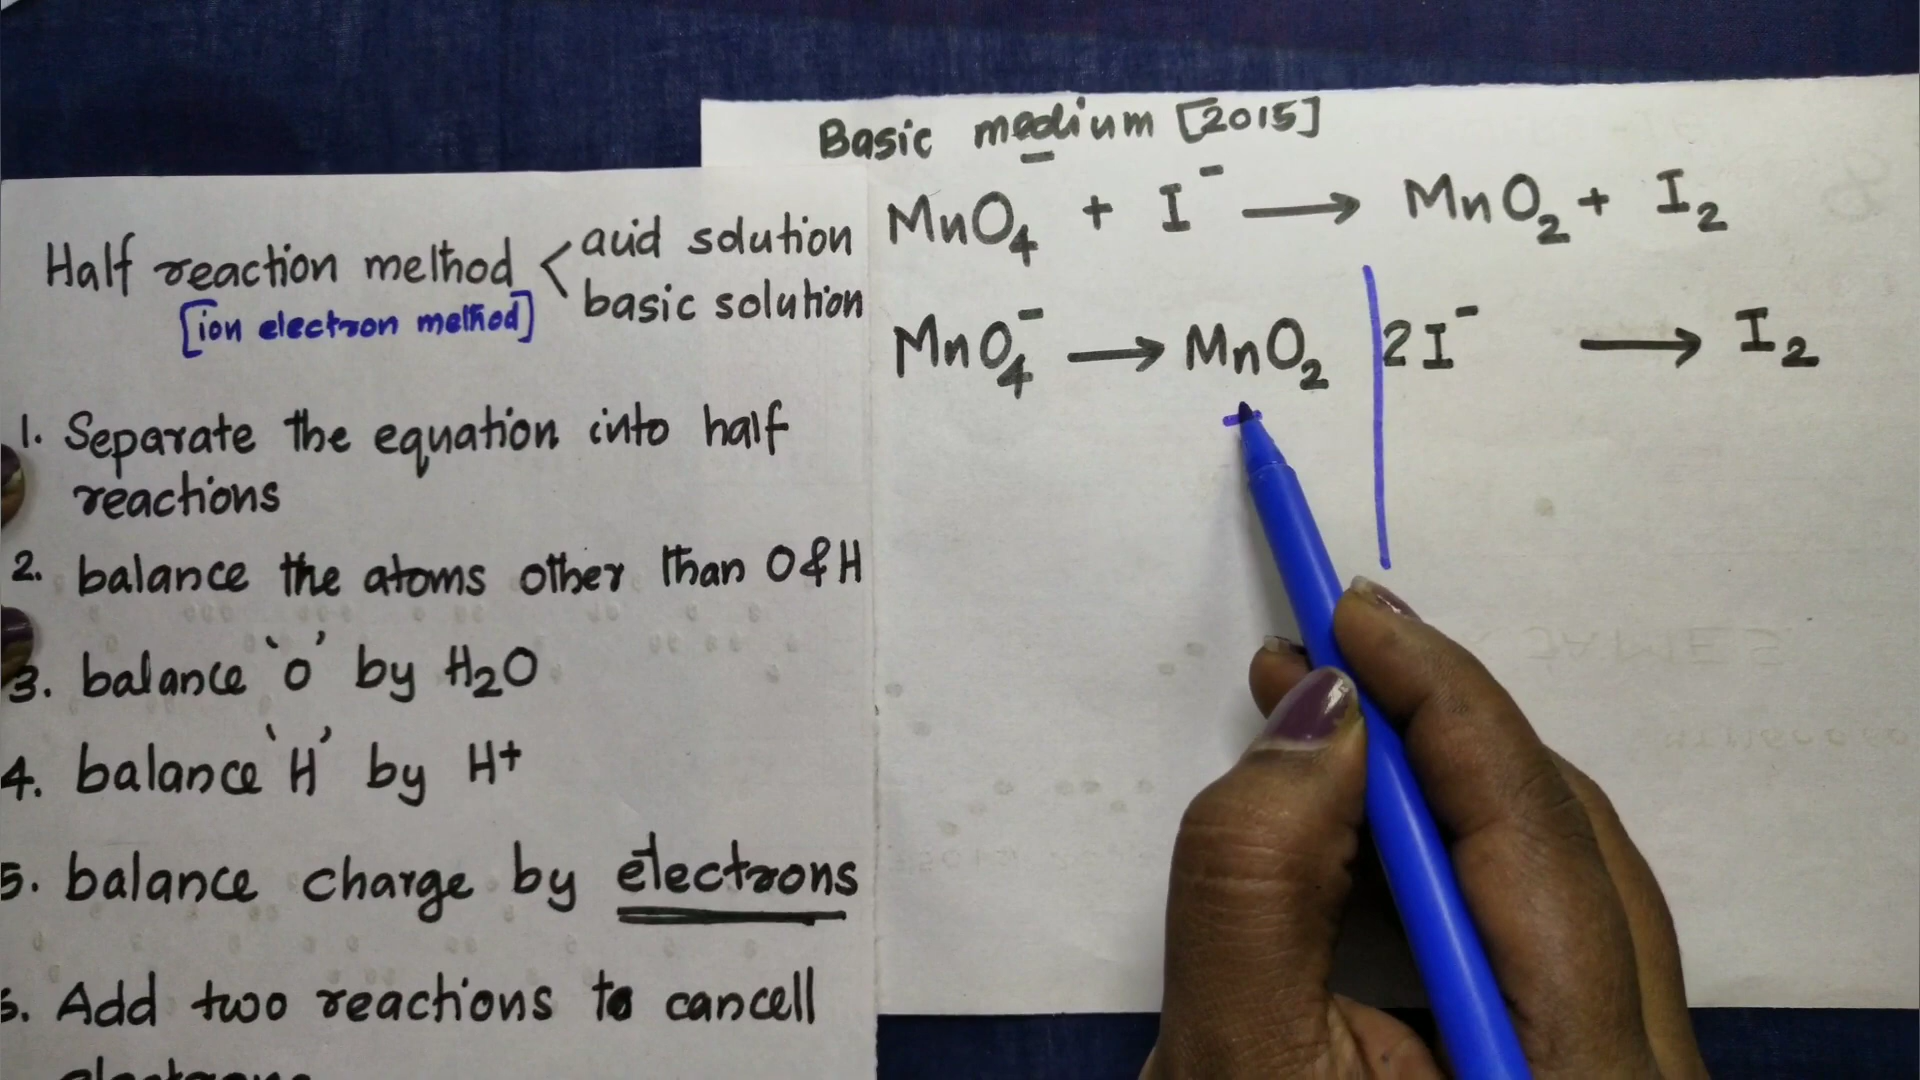 Basic medium [2015]
MnO₄ + I⁻ ⟶ MnO₂ + I₂
MnO₄⁻ ⟶ MnO₂ | 2I⁻ ⟶ I₂
Half reaction method < acid solution
basic solution
[ion electron method]
1. Separate the equation into half
reactions
2. balance the atoms other than O & H
3. balance 'O' by H₂O
4. balance 'H' by H+
5. balance charge by electrons
6. Add two reactions to cancell